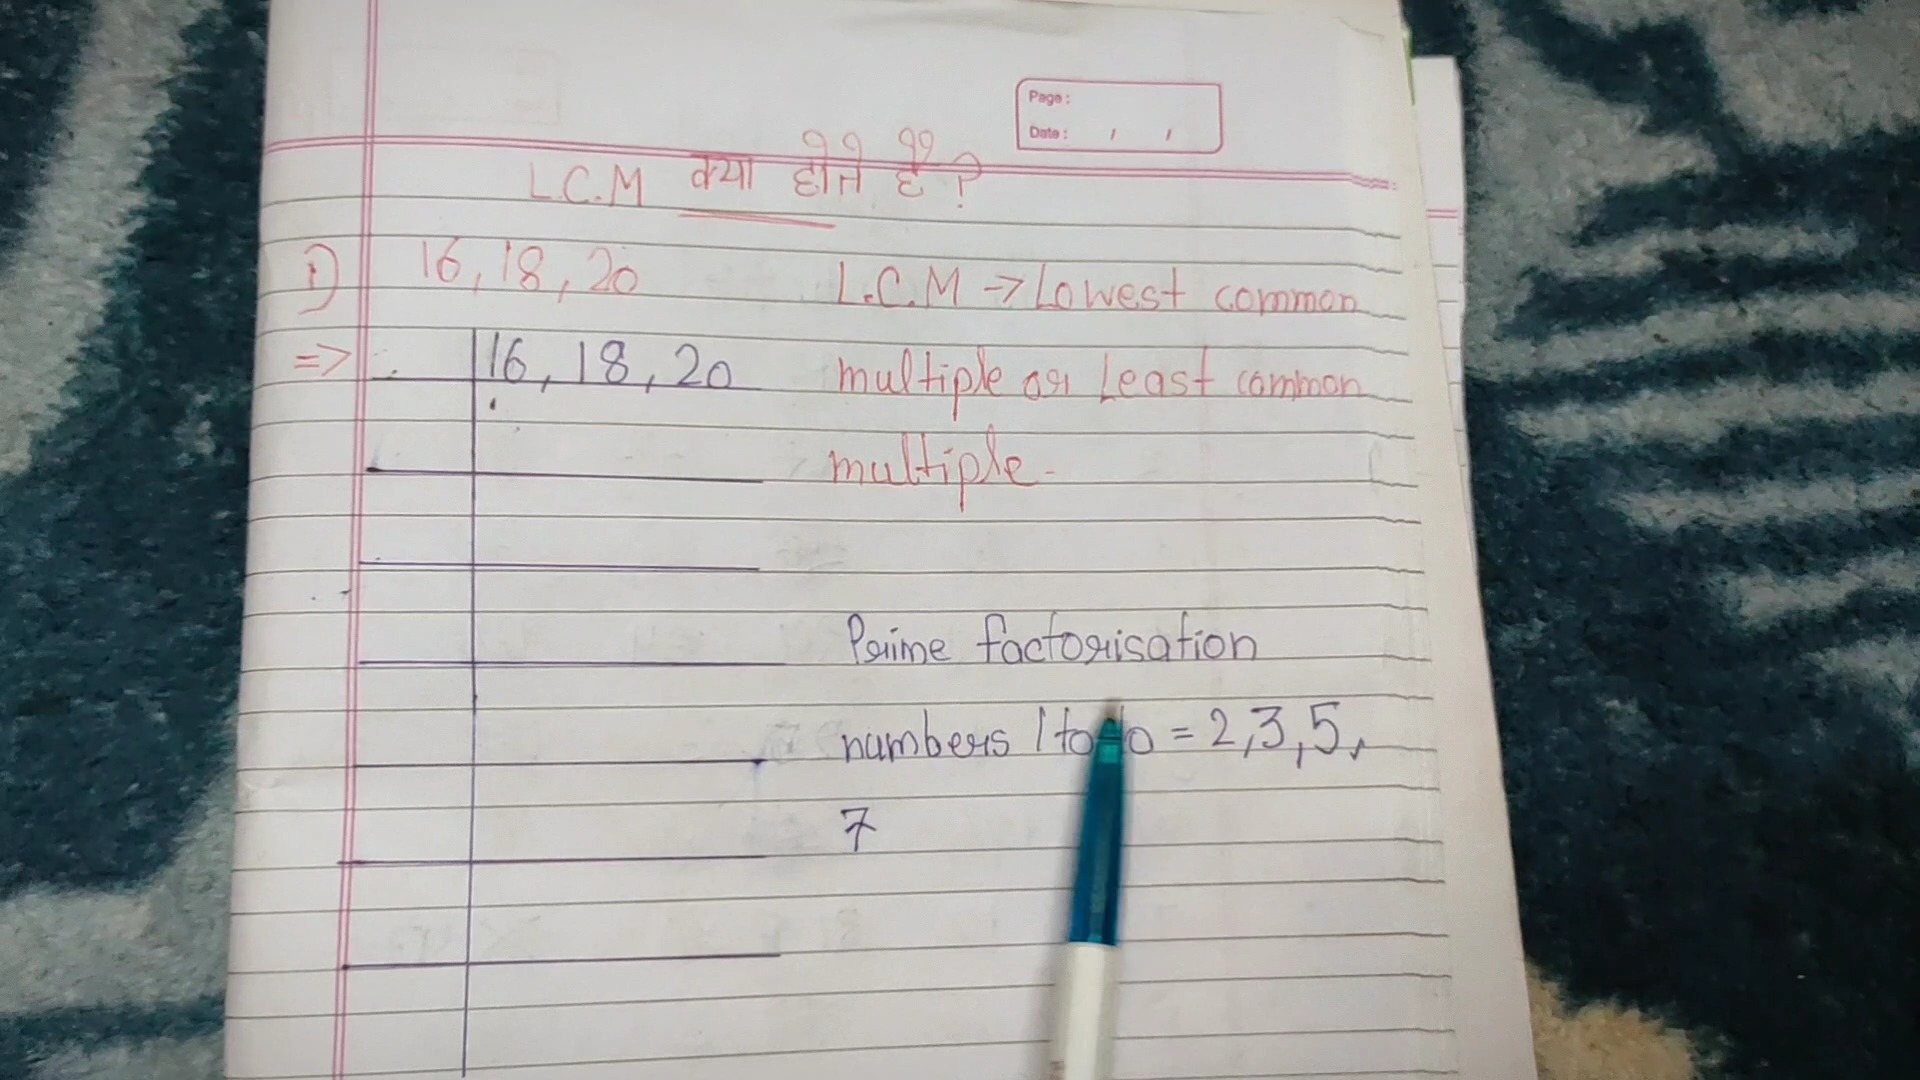 Page :
Date : / /
L.C.M क्या होते है ?
1) 16, 18, 20 L.C.M → Lowest common
=> 16, 18, 20 multiple or Least common
multiple -
Prime factorisation
numbers 1 to 10 = 2, 3, 5,
7